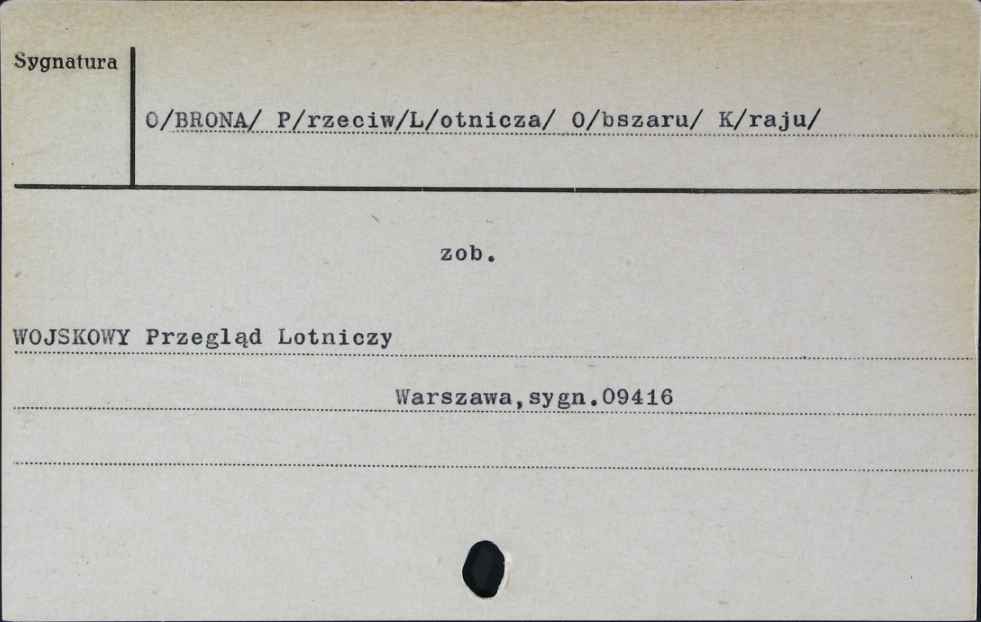 Sygnatura
O/BRONA/ P/rzeciw/L/otnicza/ O/bszaru/ K/raju/
zob.
WOJSKOWY Przegląd Lotniczy
Warszawa,sygn.09416